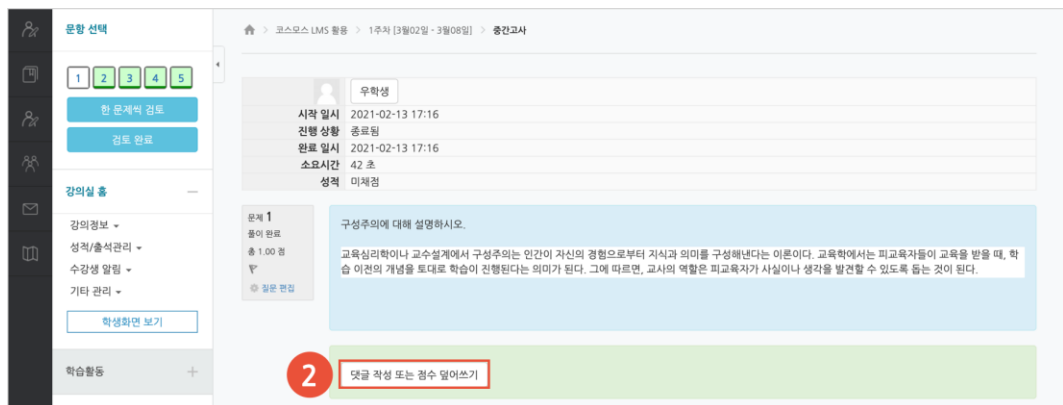 문항 선택
1 2 3 4 5
한 문제씩 검토
검토 완료
강의실 홈
강의정보
성적/출석관리
수강생 알림
기타 관리
학생화면 보기
학습활동
코스모스 LMS 활용 > 1주차 [3월02일 - 3월08일] > 중간고사
우학생
시작 일시 2021-02-13 17:16
진행 상황 종료됨
완료 일시 2021-02-13 17:16
소요시간 42 초
성적 미채점
문제 1
풀이 완료
총 1.00 점
질문 편집
구성주의에 대해 설명하시오.
교육심리학이나 교수설계에서 구성주의는 인간이 자신의 경험으로부터 지식과 의미를 구성해낸다는 이론이다. 교육학에서는 피교육자들이 교육을 받을 때, 학
습 이전의 개념을 토대로 학습이 진행된다는 의미가 된다. 그에 따르면, 교사의 역할은 피교육자가 사실이나 생각을 발견할 수 있도록 돕는 것이 된다.
2
댓글 작성 또는 점수 덮어쓰기